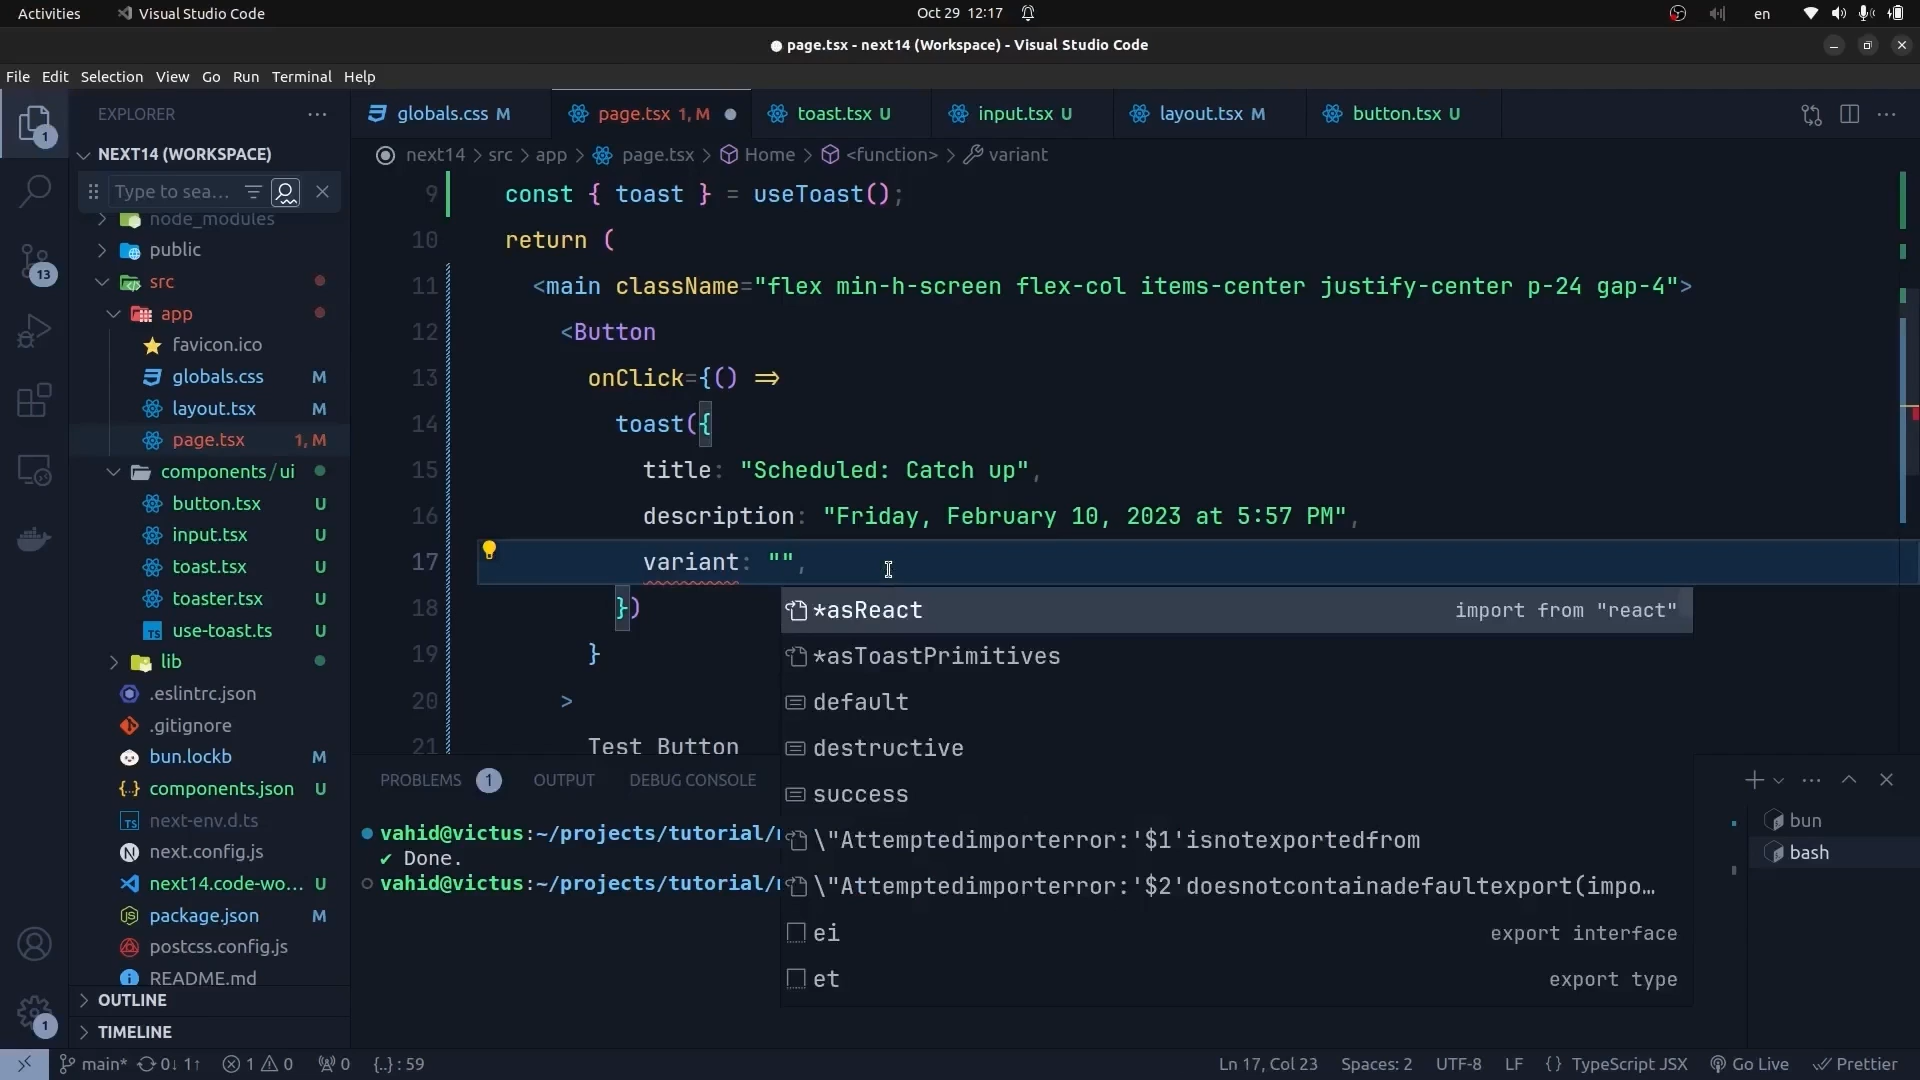 Activities
Visual Studio Code
Oct 29 12:17
en
page.tsx - next14 (Workspace) - Visual Studio Code
File Edit Selection View Go Run Terminal Help
EXPLORER
NEXT14 (WORKSPACE)
Type to sea...
node_modules
public
src
app
favicon.ico
globals.css M
layout.tsx M
page.tsx 1, M
components/ui
button.tsx U
input.tsx U
toast.tsx U
toaster.tsx U
use-toast.ts U
lib
.eslintrc.json
.gitignore
bun.lockb M
components.json U
next-env.d.ts
next.config.js
next14.code-wo... U
package.json M
postcss.config.js
README.md
OUTLINE
TIMELINE
1
13
1
globals.css M
page.tsx 1, M
toast.tsx U
input.tsx U
layout.tsx M
button.tsx U
next14 > src > app > page.tsx > Home > <function> > variant
9 const { toast } = useToast();
10 return (
11 <main className="flex min-h-screen flex-col items-center justify-center p-24 gap-4">
12 <Button
13 onClick={() =>
14 toast({
15 title: "Scheduled: Catch up",
16 description: "Friday, February 10, 2023 at 5:57 PM",
17 variant: "",
18 })
19 }
20 >
21 Test Button
*asReact import from "react"
*asToastPrimitives
default
destructive
success
\"Attemptedimporterror:'$1'isnotexportedfrom
\"Attemptedimporterror:'$2'doesnotcontainadefaultexport(impo…
ei export interface
et export type
PROBLEMS 1 OUTPUT DEBUG CONSOLE
vahid@victus:~/projects/tutorial/
✔ Done.
vahid@victus:~/projects/tutorial/
bun
bash
main* 0↓ 1↑ 1 0 0 {..} : 59
Ln 17, Col 23 Spaces: 2 UTF-8 LF {} TypeScript JSX Go Live Prettier